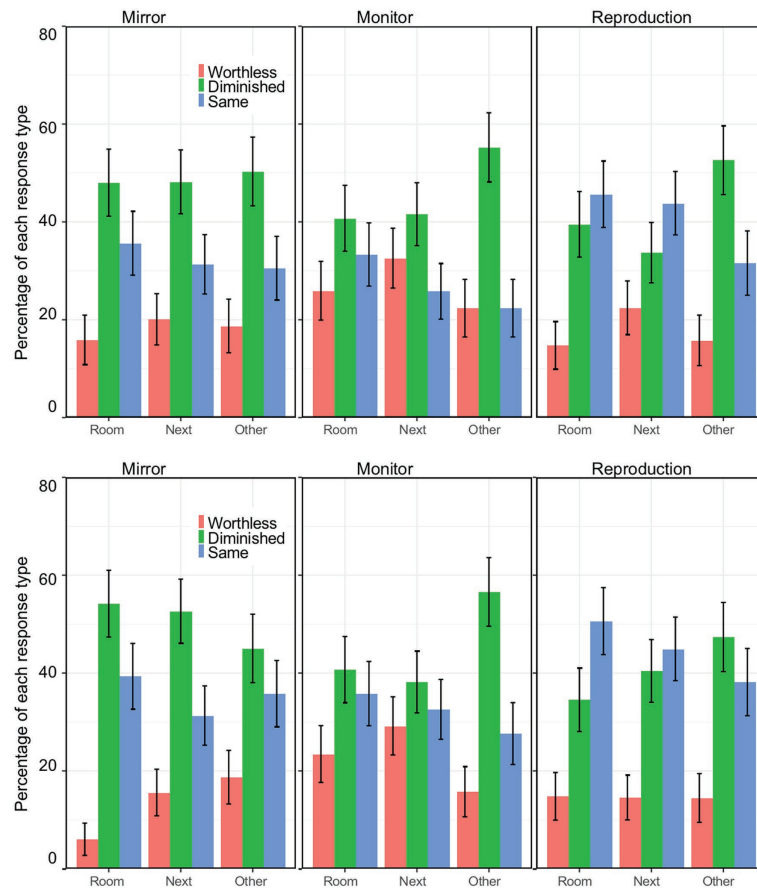 Mirror Monitor Reproduction
80
60
40
20
0
Percentage of each response type
Worthless
Diminished
Same
Room Next Other Room Next Other Room Next Other
Mirror Monitor Reproduction
80
60
40
20
0
Percentage of each response type
Worthless
Diminished
Same
Room Next Other Room Next Other Room Next Other